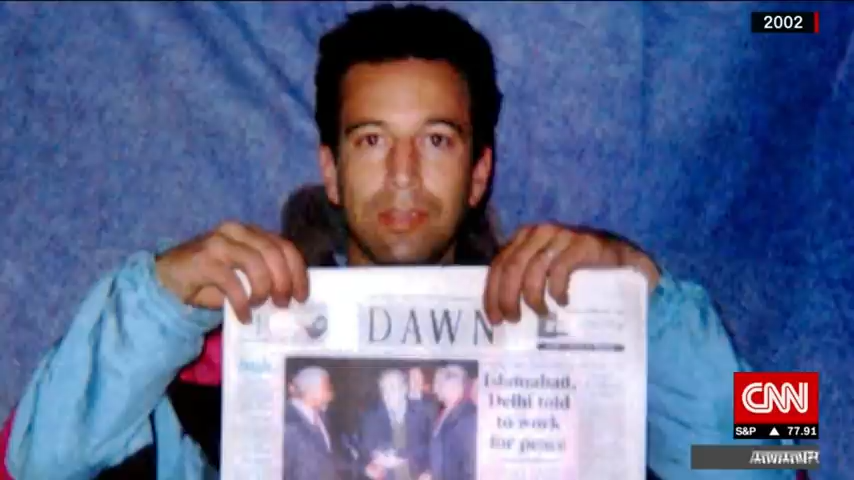 2002
DAWN
Islamabad,
Delhi told
to work
for peace
CNN
S&P ▲ 77.91